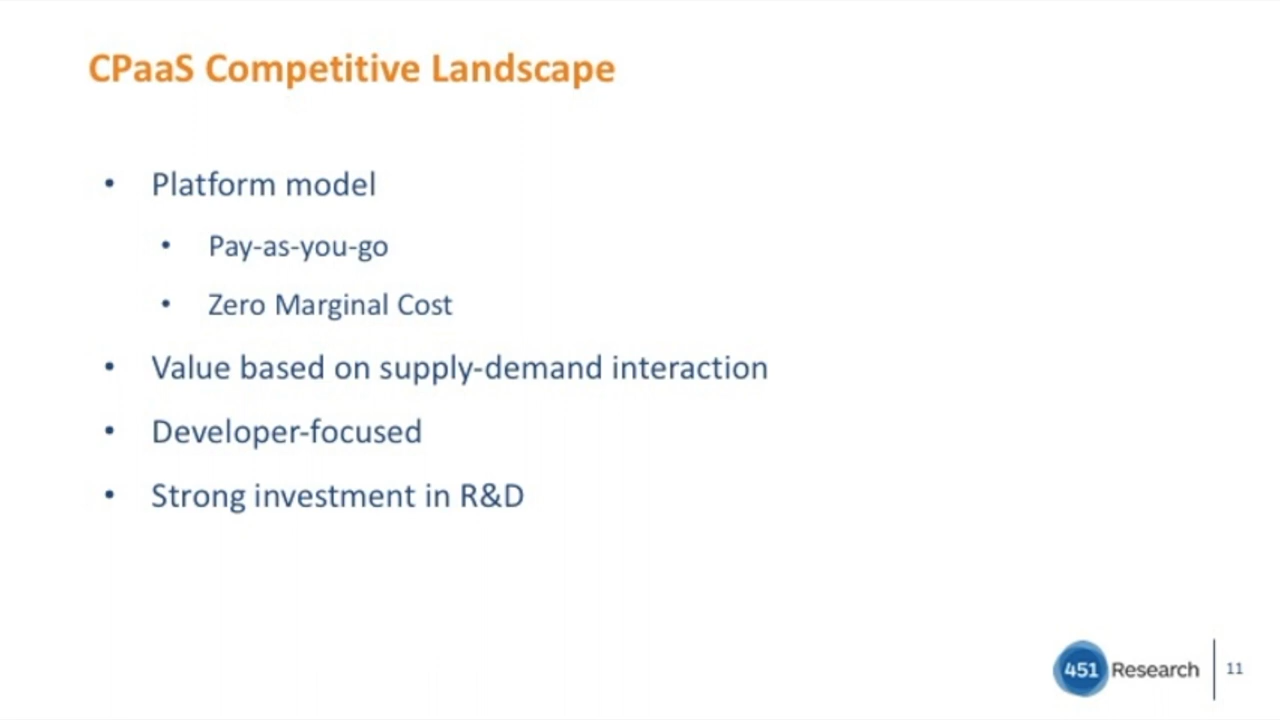 CPaaS Competitive Landscape
• Platform model
• Pay-as-you-go
• Zero Marginal Cost
• Value based on supply-demand interaction
• Developer-focused
• Strong investment in R&D
451 Research | 11